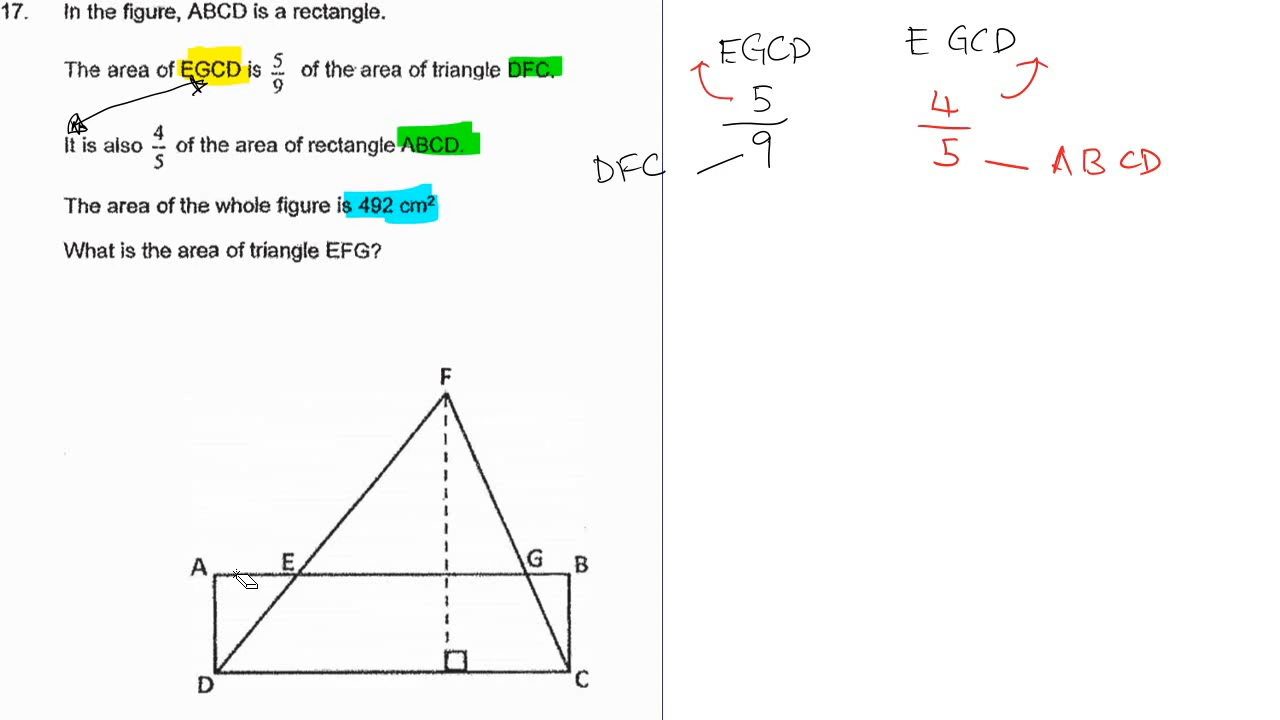 17. In the figure, ABCD is a rectangle.
The area of EGCD is 5/9 of the area of triangle DFC.
It is also 4/5 of the area of rectangle ABCD.
The area of the whole figure is 492 cm²
What is the area of triangle EFG?
F
A E G B
D C
EGCD
5
9
DFC
E GCD
4
5
ABCD